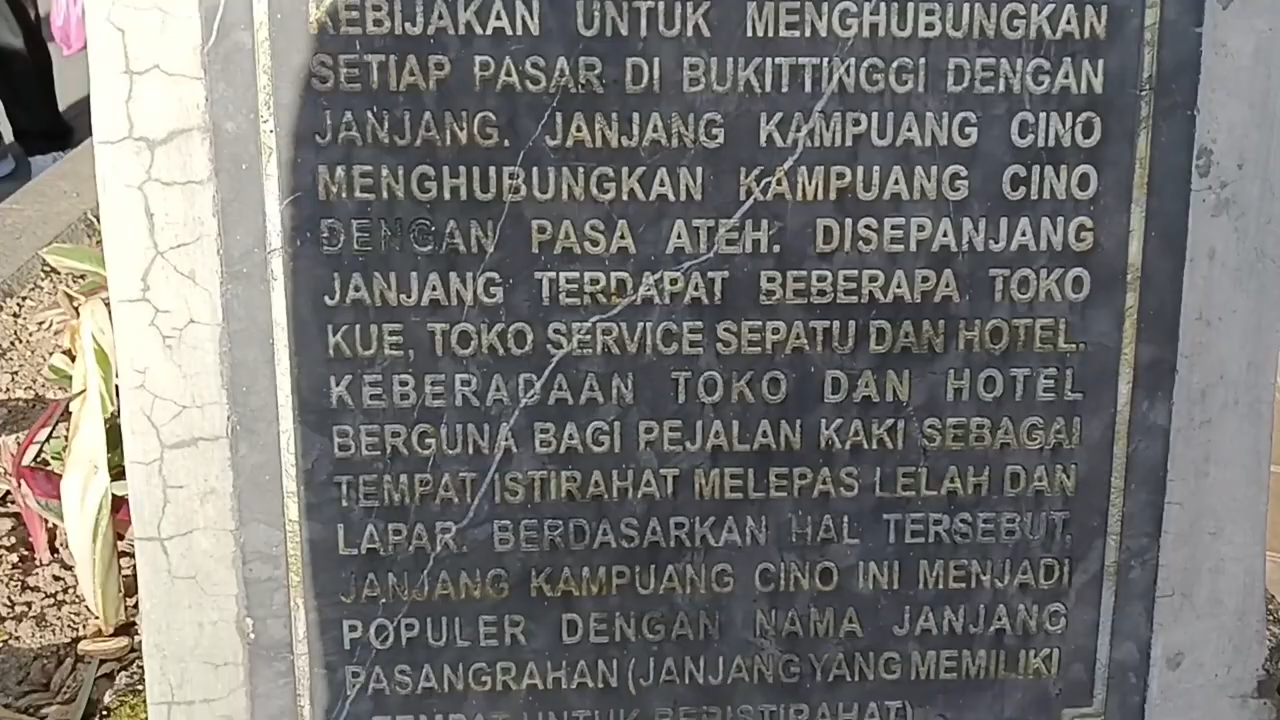 KEBIJAKAN UNTUK MENGHUBUNGKAN
SETIAP PASAR DI BUKITTINGGI DENGAN
JANJANG. JANJANG KAMPUANG CINO
MENGHUBUNGKAN KAMPUANG CINO
DENGAN PASA ATEH. DISEPANJANG
JANJANG TERDAPAT BEBERAPA TOKO
KUE, TOKO SERVICE SEPATU DAN HOTEL.
KEBERADAAN TOKO DAN HOTEL
BERGUNA BAGI PEJALAN KAKI SEBAGAI
TEMPAT ISTIRAHAT MELEPAS LELAH DAN
LAPAR. BERDASARKAN HAL TERSEBUT,
JANJANG KAMPUANG CINO INI MENJADI
POPULER DENGAN NAMA JANJANG
PASANGRAHAN (JANJANG YANG MEMILIKI
TEMPAT UNTUK BERISTIRAHAT)